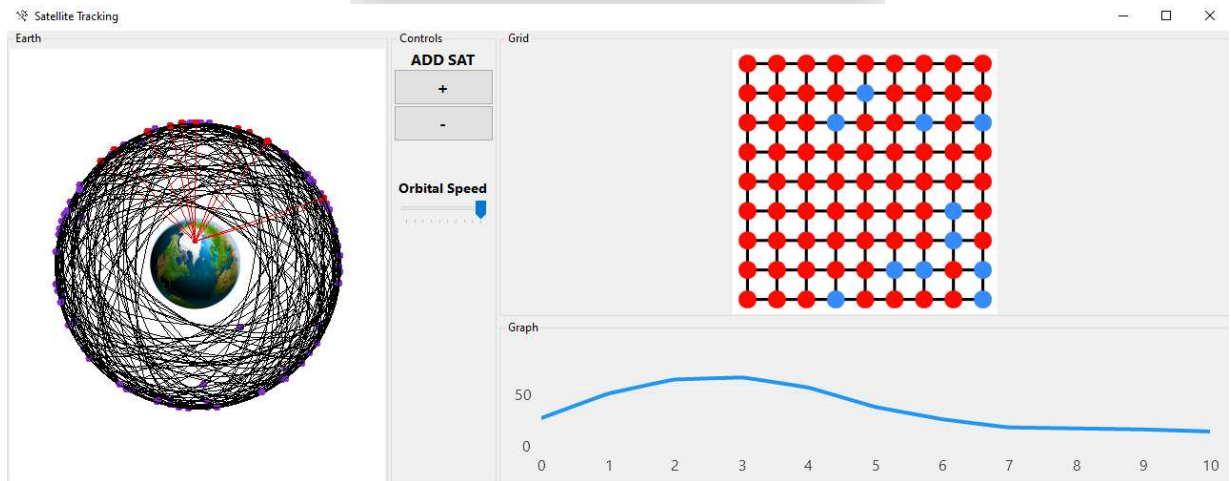 Satellite Tracking
Earth
Controls
ADD SAT
+
-
Orbital Speed
Grid
Graph
50
0
0 1 2 3 4 5 6 7 8 9 10